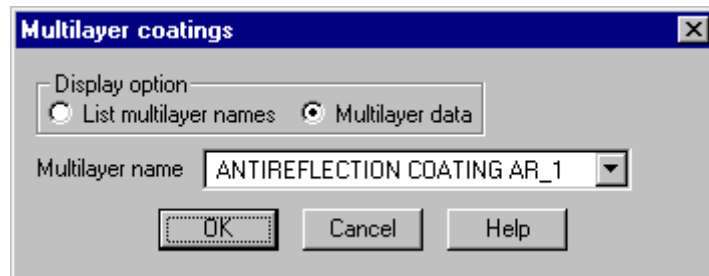 Multilayer coatings
Display option
List multilayer names Multilayer data
Multilayer name ANTIREFLECTION COATING AR_1
OK Cancel Help